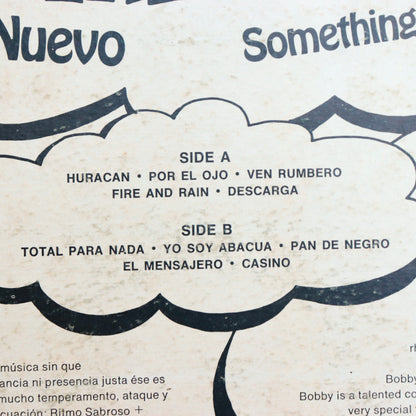 Nuevo
Something
SIDE A
HURACAN • POR EL OJO • VEN RUMBERO
FIRE AND RAIN • DESCARGA
SIDE B
TOTAL PARA NADA • YO SOY ABACUA • PAN DE NEGRO
EL MENSAJERO • CASINO
música sin que
ancia ni presencia justa ése es
mucho temperamento, ataque y
cuación: Ritmo Sabroso +
rh
Bobby
Bobby is a talented co
very special